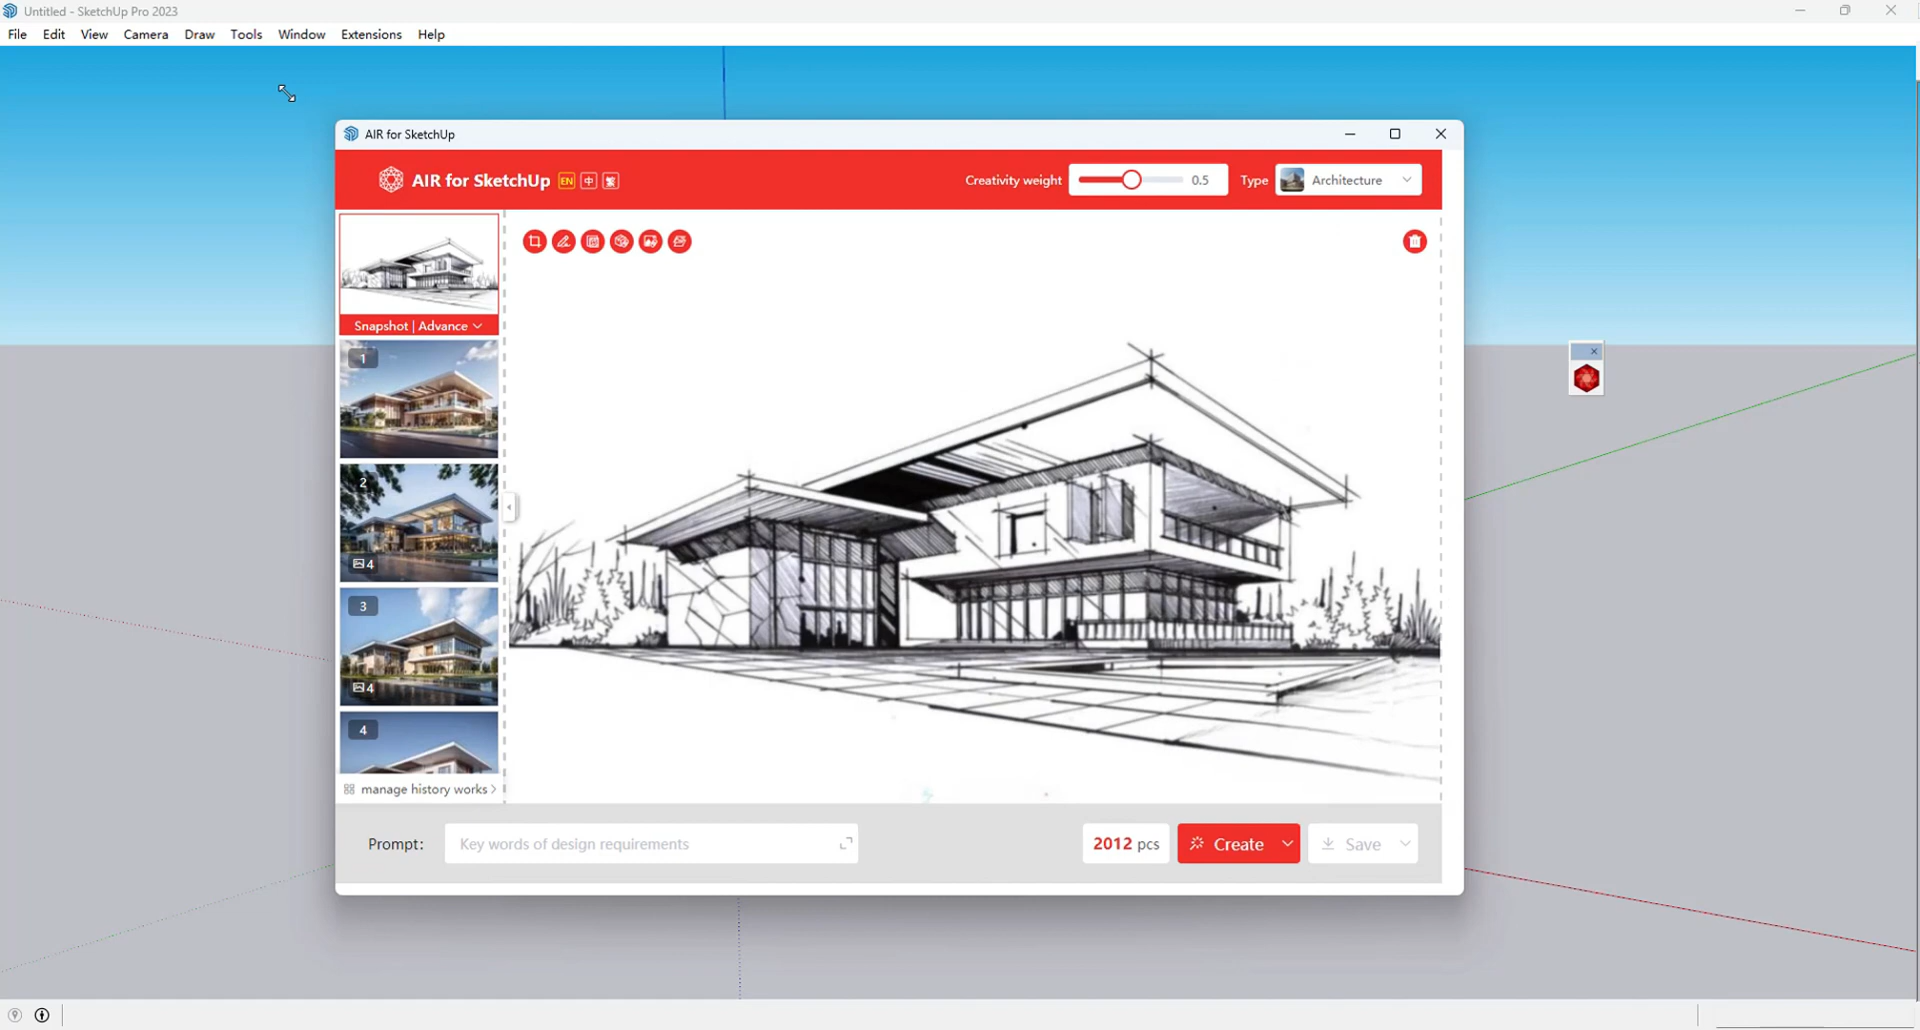 Untitled - SketchUp Pro 2023
File Edit View Camera Draw Tools Window Extensions Help
AIR for SketchUp
AIR for SketchUp EN 中 繁 Creativity weight 0.5 Type Architecture
Snapshot | Advance
1
2
4
3
4
4
manage history works >
Prompt: Key words of design requirements 2012 pcs Create Save